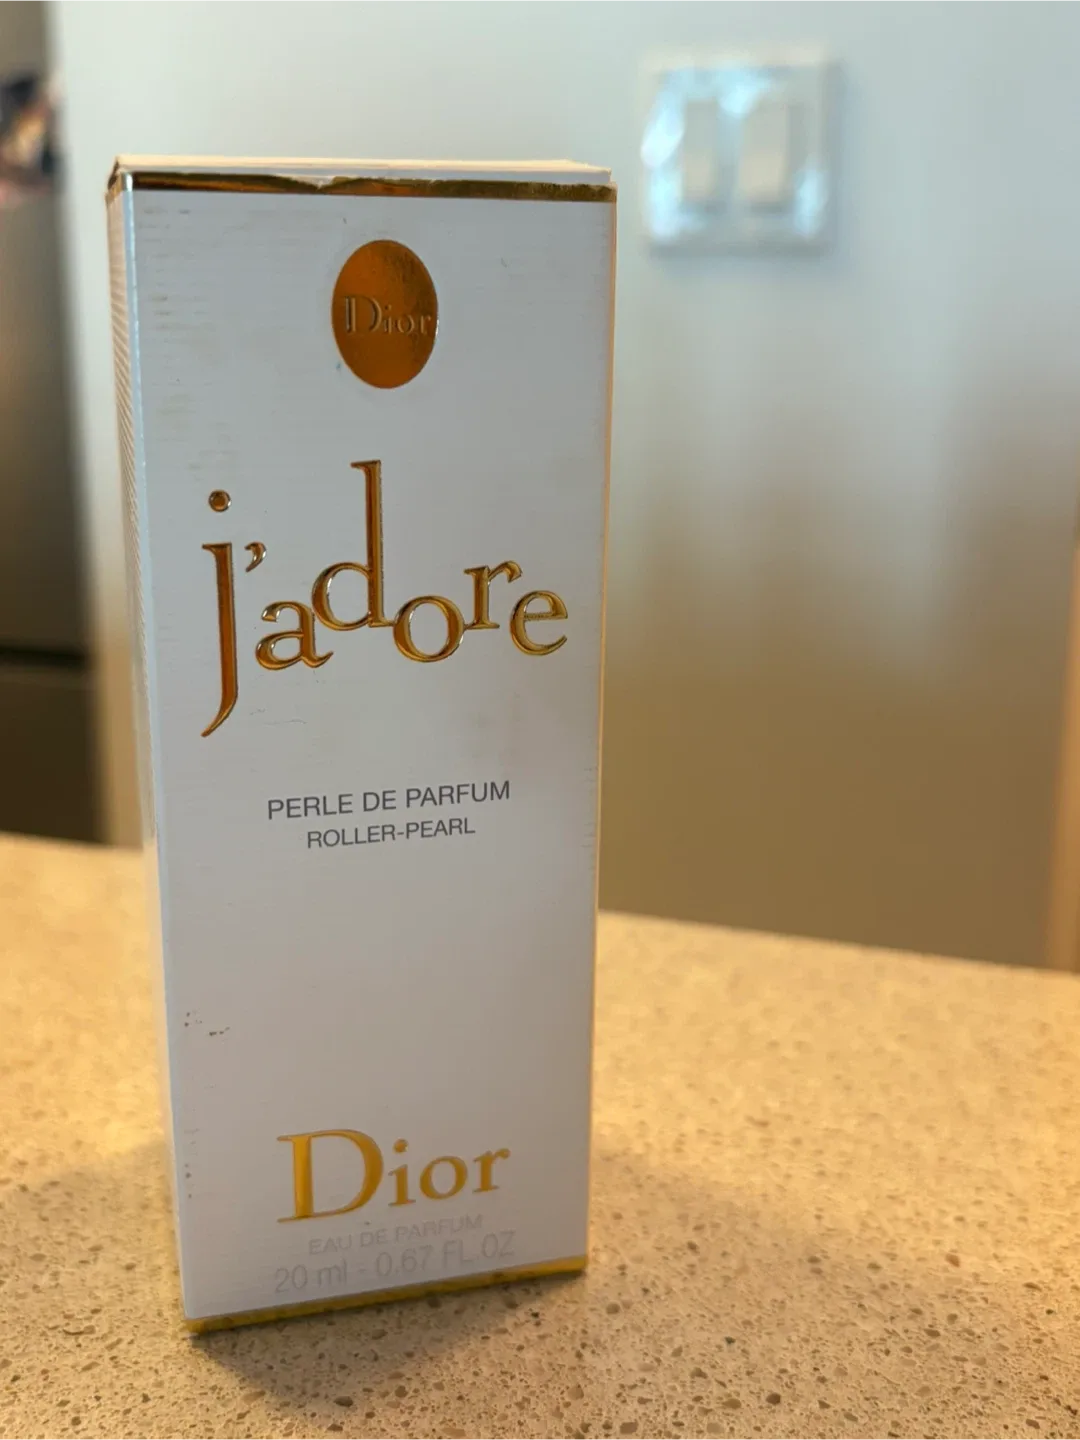 Dior
j'adore
PERLE DE PARFUM
ROLLER-PEARL
Dior
EAU DE PARFUM
20 ml - 0.67 FL.OZ